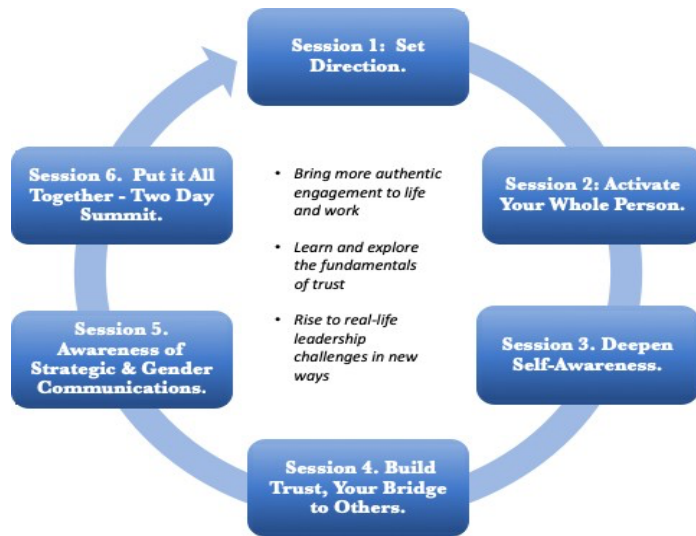 Session 1:  Set
Direction.
Session 2: Activate
Your Whole Person.
Session 3. Deepen
Self-Awareness.
Session 4. Build
Trust, Your Bridge
to Others.
Session 5.
Awareness of
Strategic & Gender
Communications.
Session 6.  Put it All
Together - Two Day
Summit.
• Bring more authentic
engagement to life
and work
• Learn and explore
the fundamentals
of trust
• Rise to real-life
leadership
challenges in new
ways